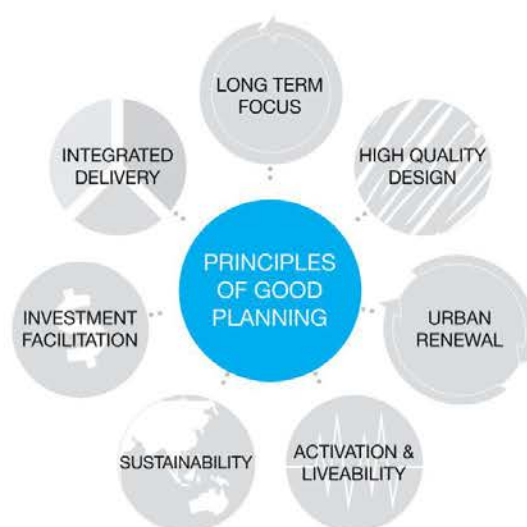 LONG TERM
FOCUS
HIGH QUALITY
DESIGN
URBAN
RENEWAL
ACTIVATION &
LIVEABILITY
SUSTAINABILITY
INVESTMENT
FACILITATION
INTEGRATED
DELIVERY
PRINCIPLES
OF GOOD
PLANNING